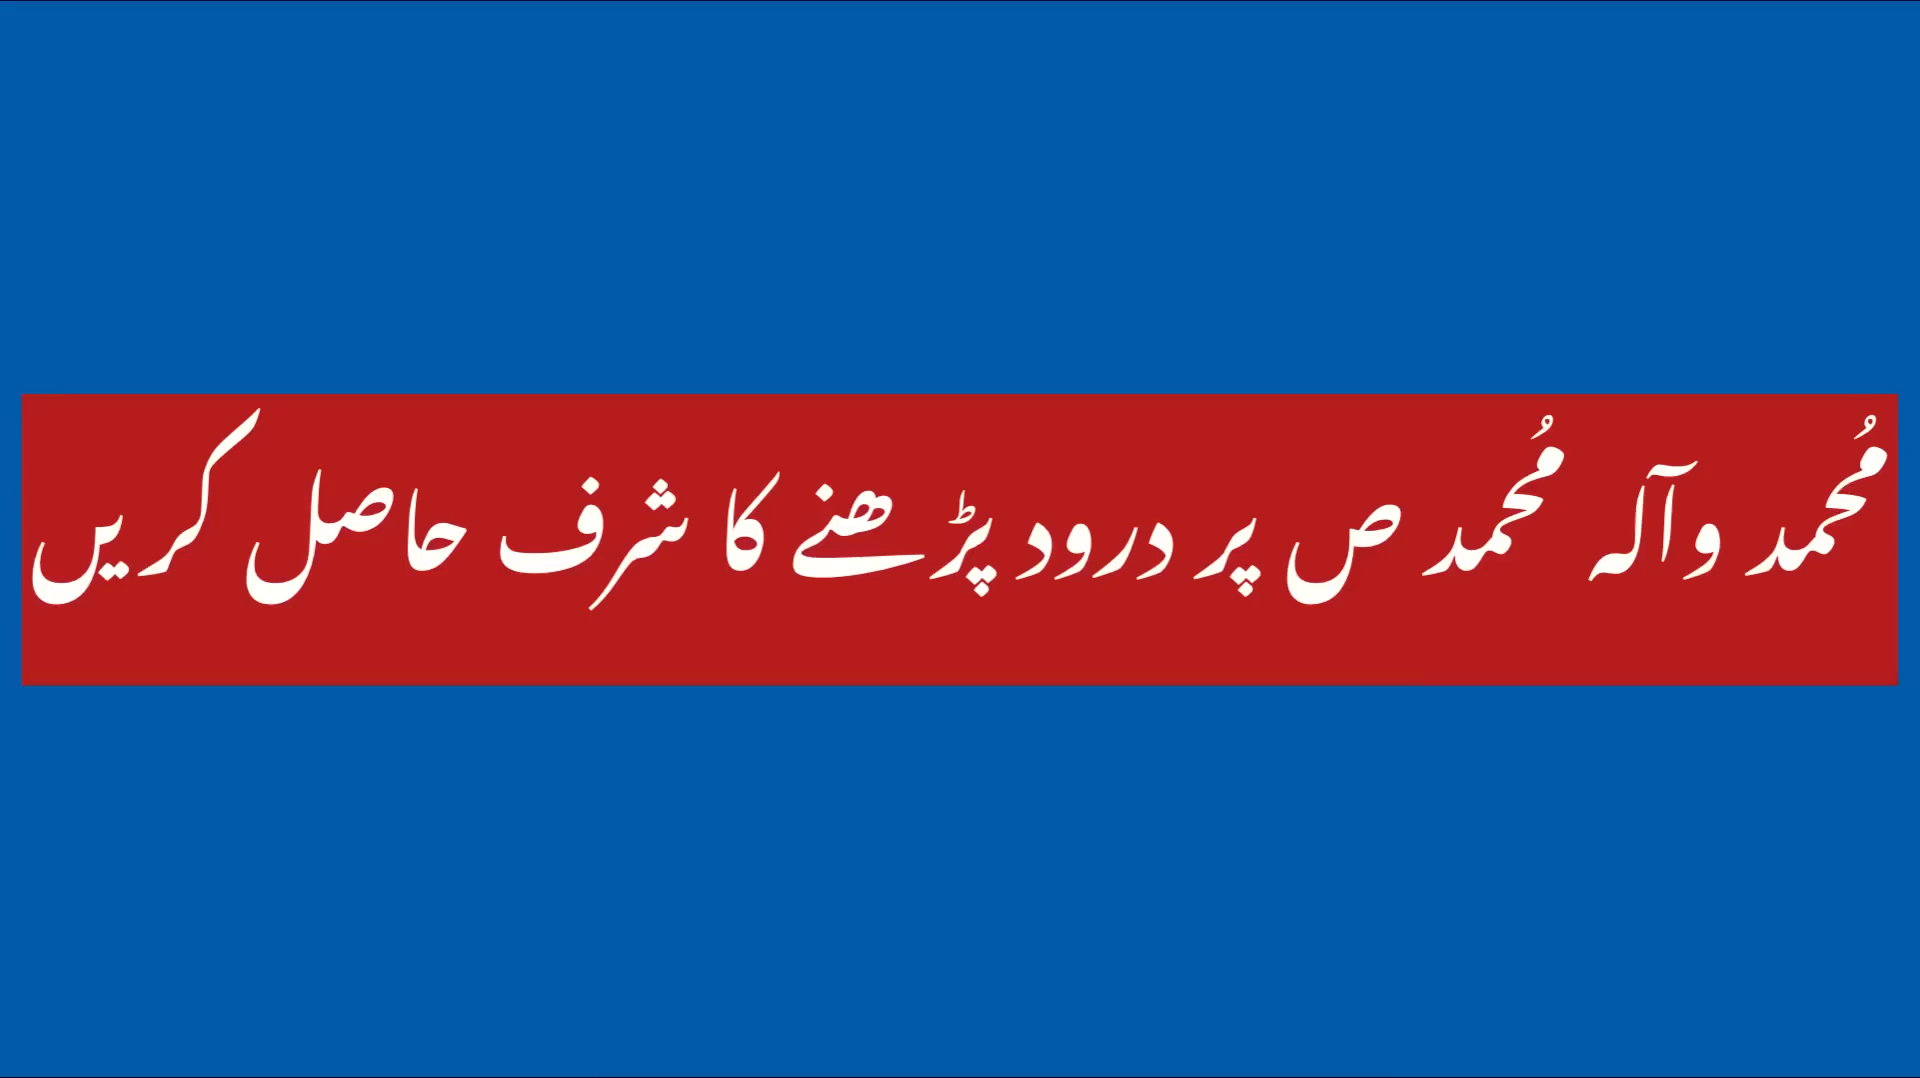 مُحمد وآلہ مُحمد ص پر درود پڑھنے کا شرف حاصل کریں